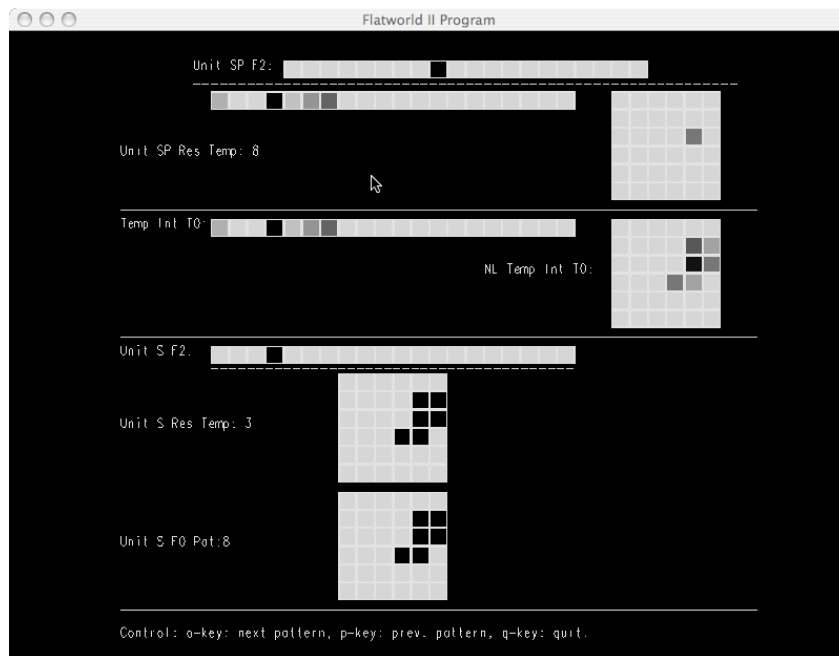 Flatworld II Program
Unit SP F2:
Unit SP Res Temp: 8
Temp Int T0:
NL Temp Int T0:
Unit S F2:
Unit S Res Temp: 3
Unit S F0 Pat:8
Control: o-key: next pattern, p-key: prev. pattern, q-key: quit.